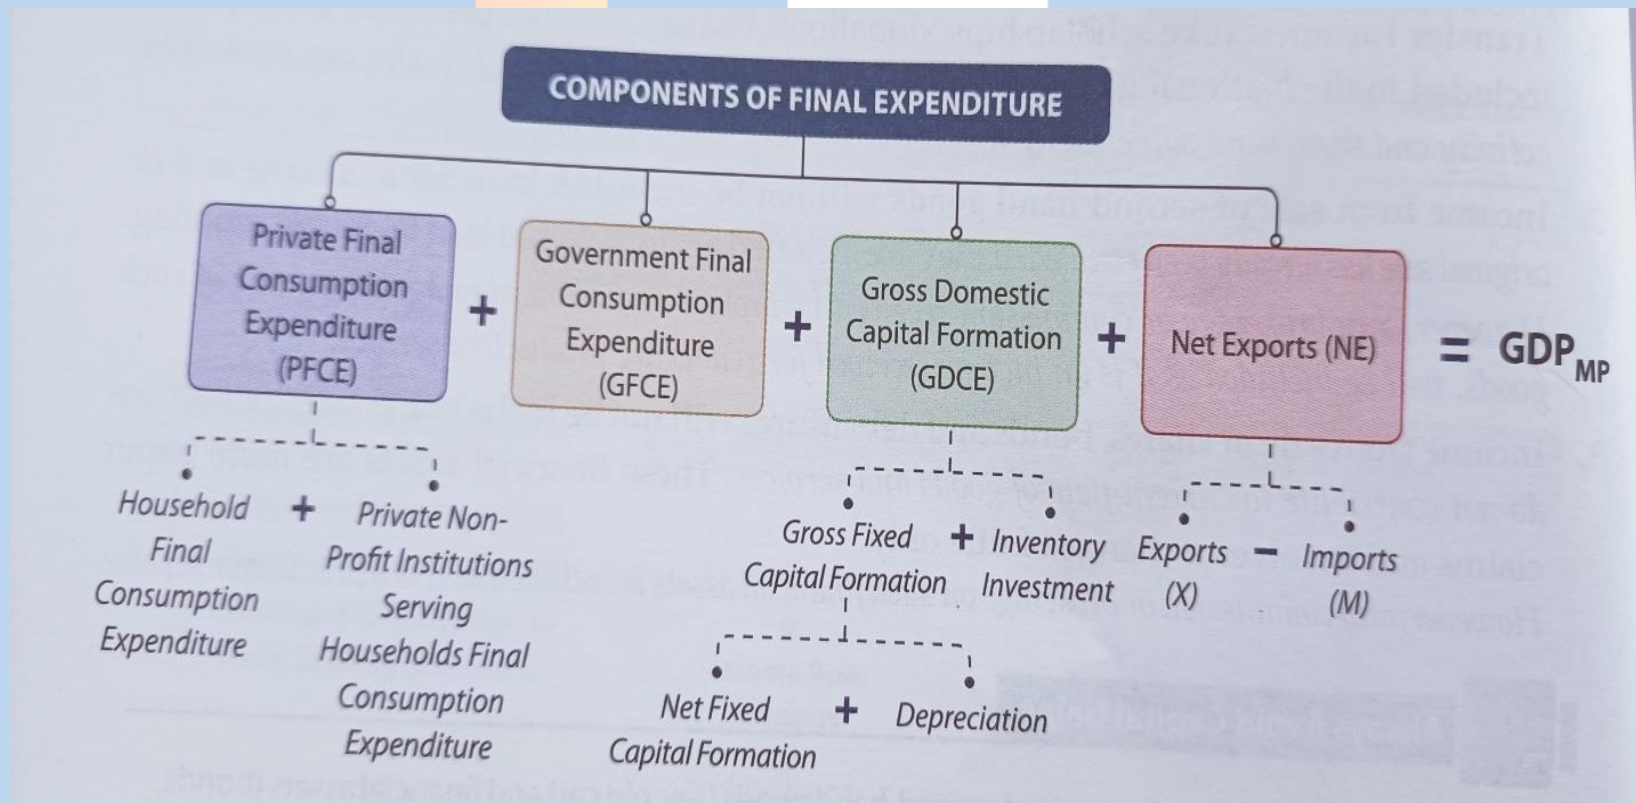 COMPONENTS OF FINAL EXPENDITURE
Private Final
Consumption
Expenditure
(PFCE)
+
Government Final
Consumption
Expenditure
(GFCE)
+
Gross Domestic
Capital Formation
(GDCE)
+
Net Exports (NE)
= GDP MP
Household
Final
Consumption
Expenditure
+
Private Non-
Profit Institutions
Serving
Households Final
Consumption
Expenditure
Gross Fixed
Capital Formation
+
Inventory
Investment
Exports
(X)
−
Imports
(M)
Net Fixed
Capital Formation
+
Depreciation